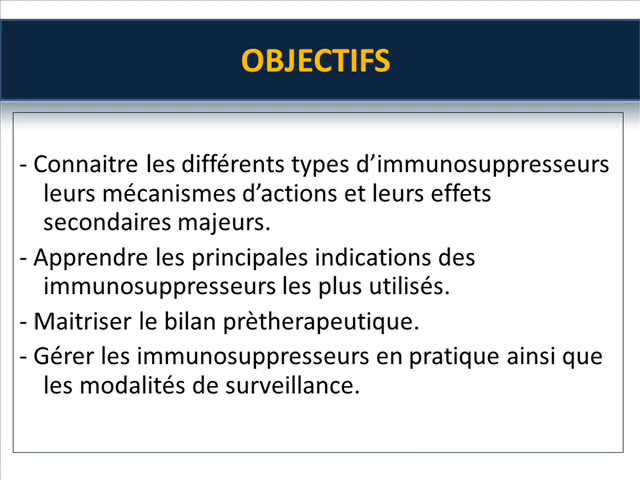 OBJECTIFS
- Connaitre les différents types d’immunosuppresseurs
leurs mécanismes d’actions et leurs effets
secondaires majeurs.
- Apprendre les principales indications des
immunosuppresseurs les plus utilisés.
- Maitriser le bilan prètherapeutique.
- Gérer les immunosuppresseurs en pratique ainsi que
les modalités de surveillance.